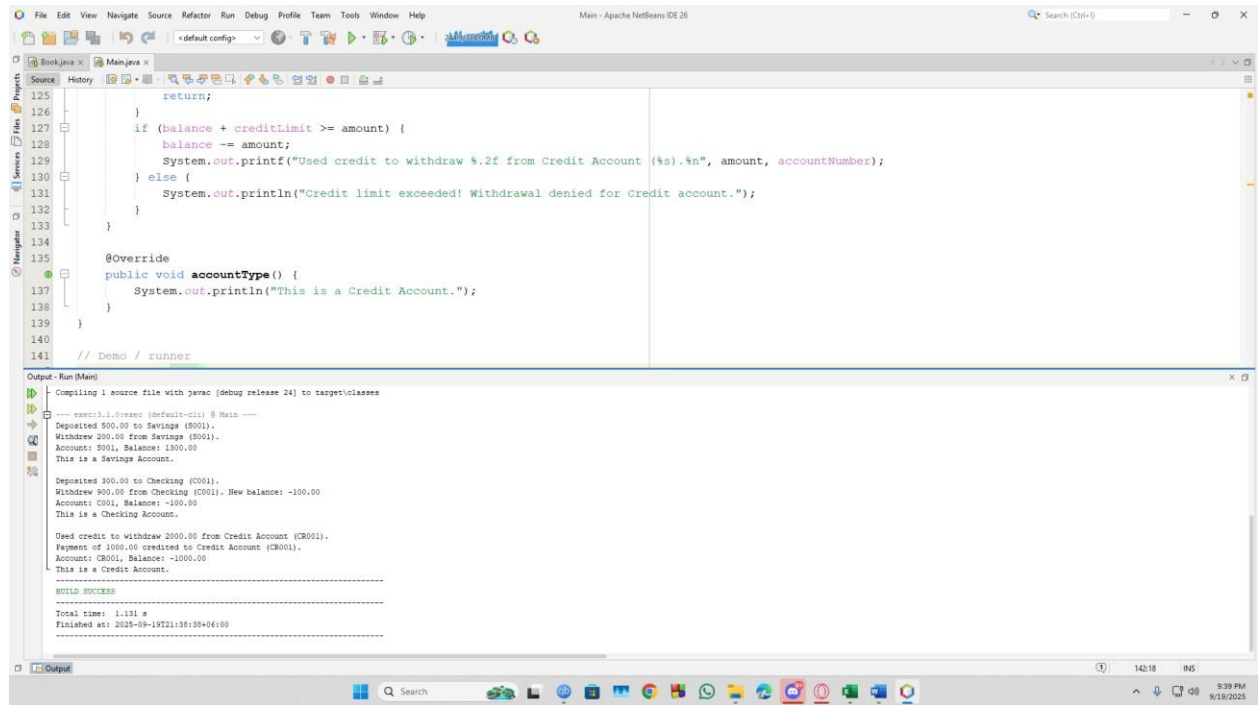 File Edit View Navigate Source Refactor Run Debug Profile Team Tools Window Help
Main - Apache NetBeans IDE 26
Search (Ctrl+I)
<default config>
Book.java × Main.java ×
Source History
Projects
Files
Services
Navigator
125 return;
126 }
127 if (balance + creditLimit >= amount) {
128 balance -= amount;
129 System.out.printf("Used credit to withdraw %.2f from Credit Account (%s).%n", amount, accountNumber);
130 } else {
131 System.out.println("Credit limit exceeded! Withdrawal denied for Credit account.");
132 }
133 }
134
135 @Override
public void accountType() {
137 System.out.println("This is a Credit Account.");
138 }
139 }
140
141 // Demo / runner
Output - Run (Main)
Compiling 1 source file with javac [debug release 24] to target\classes
--- exec:3.1.0:exec (default-cli) @ Main ---
Deposited 500.00 to Savings (S001).
Withdrew 200.00 from Savings (S001).
Account: S001, Balance: 1300.00
This is a Savings Account.
Deposited 300.00 to Checking (C001).
Withdrew 900.00 from Checking (C001). New balance: -100.00
Account: C001, Balance: -100.00
This is a Checking Account.
Used credit to withdraw 2000.00 from Credit Account (CR001).
Payment of 1000.00 credited to Credit Account (CR001).
Account: CR001, Balance: -1000.00
This is a Credit Account.
------------------------------------------------------------------------
BUILD SUCCESS
------------------------------------------------------------------------
Total time: 1.131 s
Finished at: 2025-09-19T21:38:38+06:00
------------------------------------------------------------------------
Output
142:18 INS
Search
9:39 PM
9/19/2025